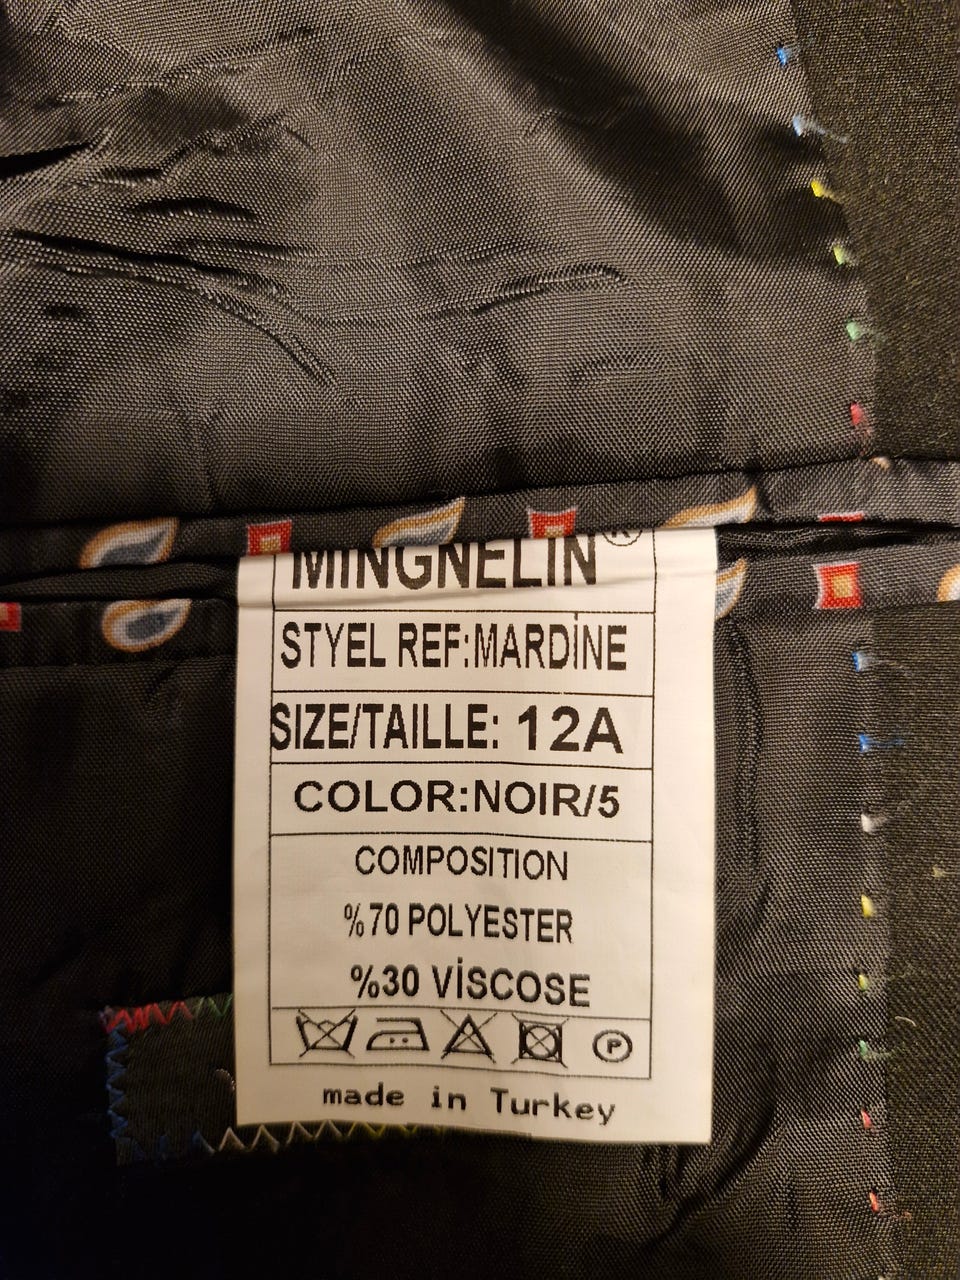 MINGNELIN®
STYEL REF:MARDİNE
SIZE/TAILLE: 12A
COLOR:NOIR/5
COMPOSITION
%70 POLYESTER
%30 VİSCOSE
P
made in Turkey